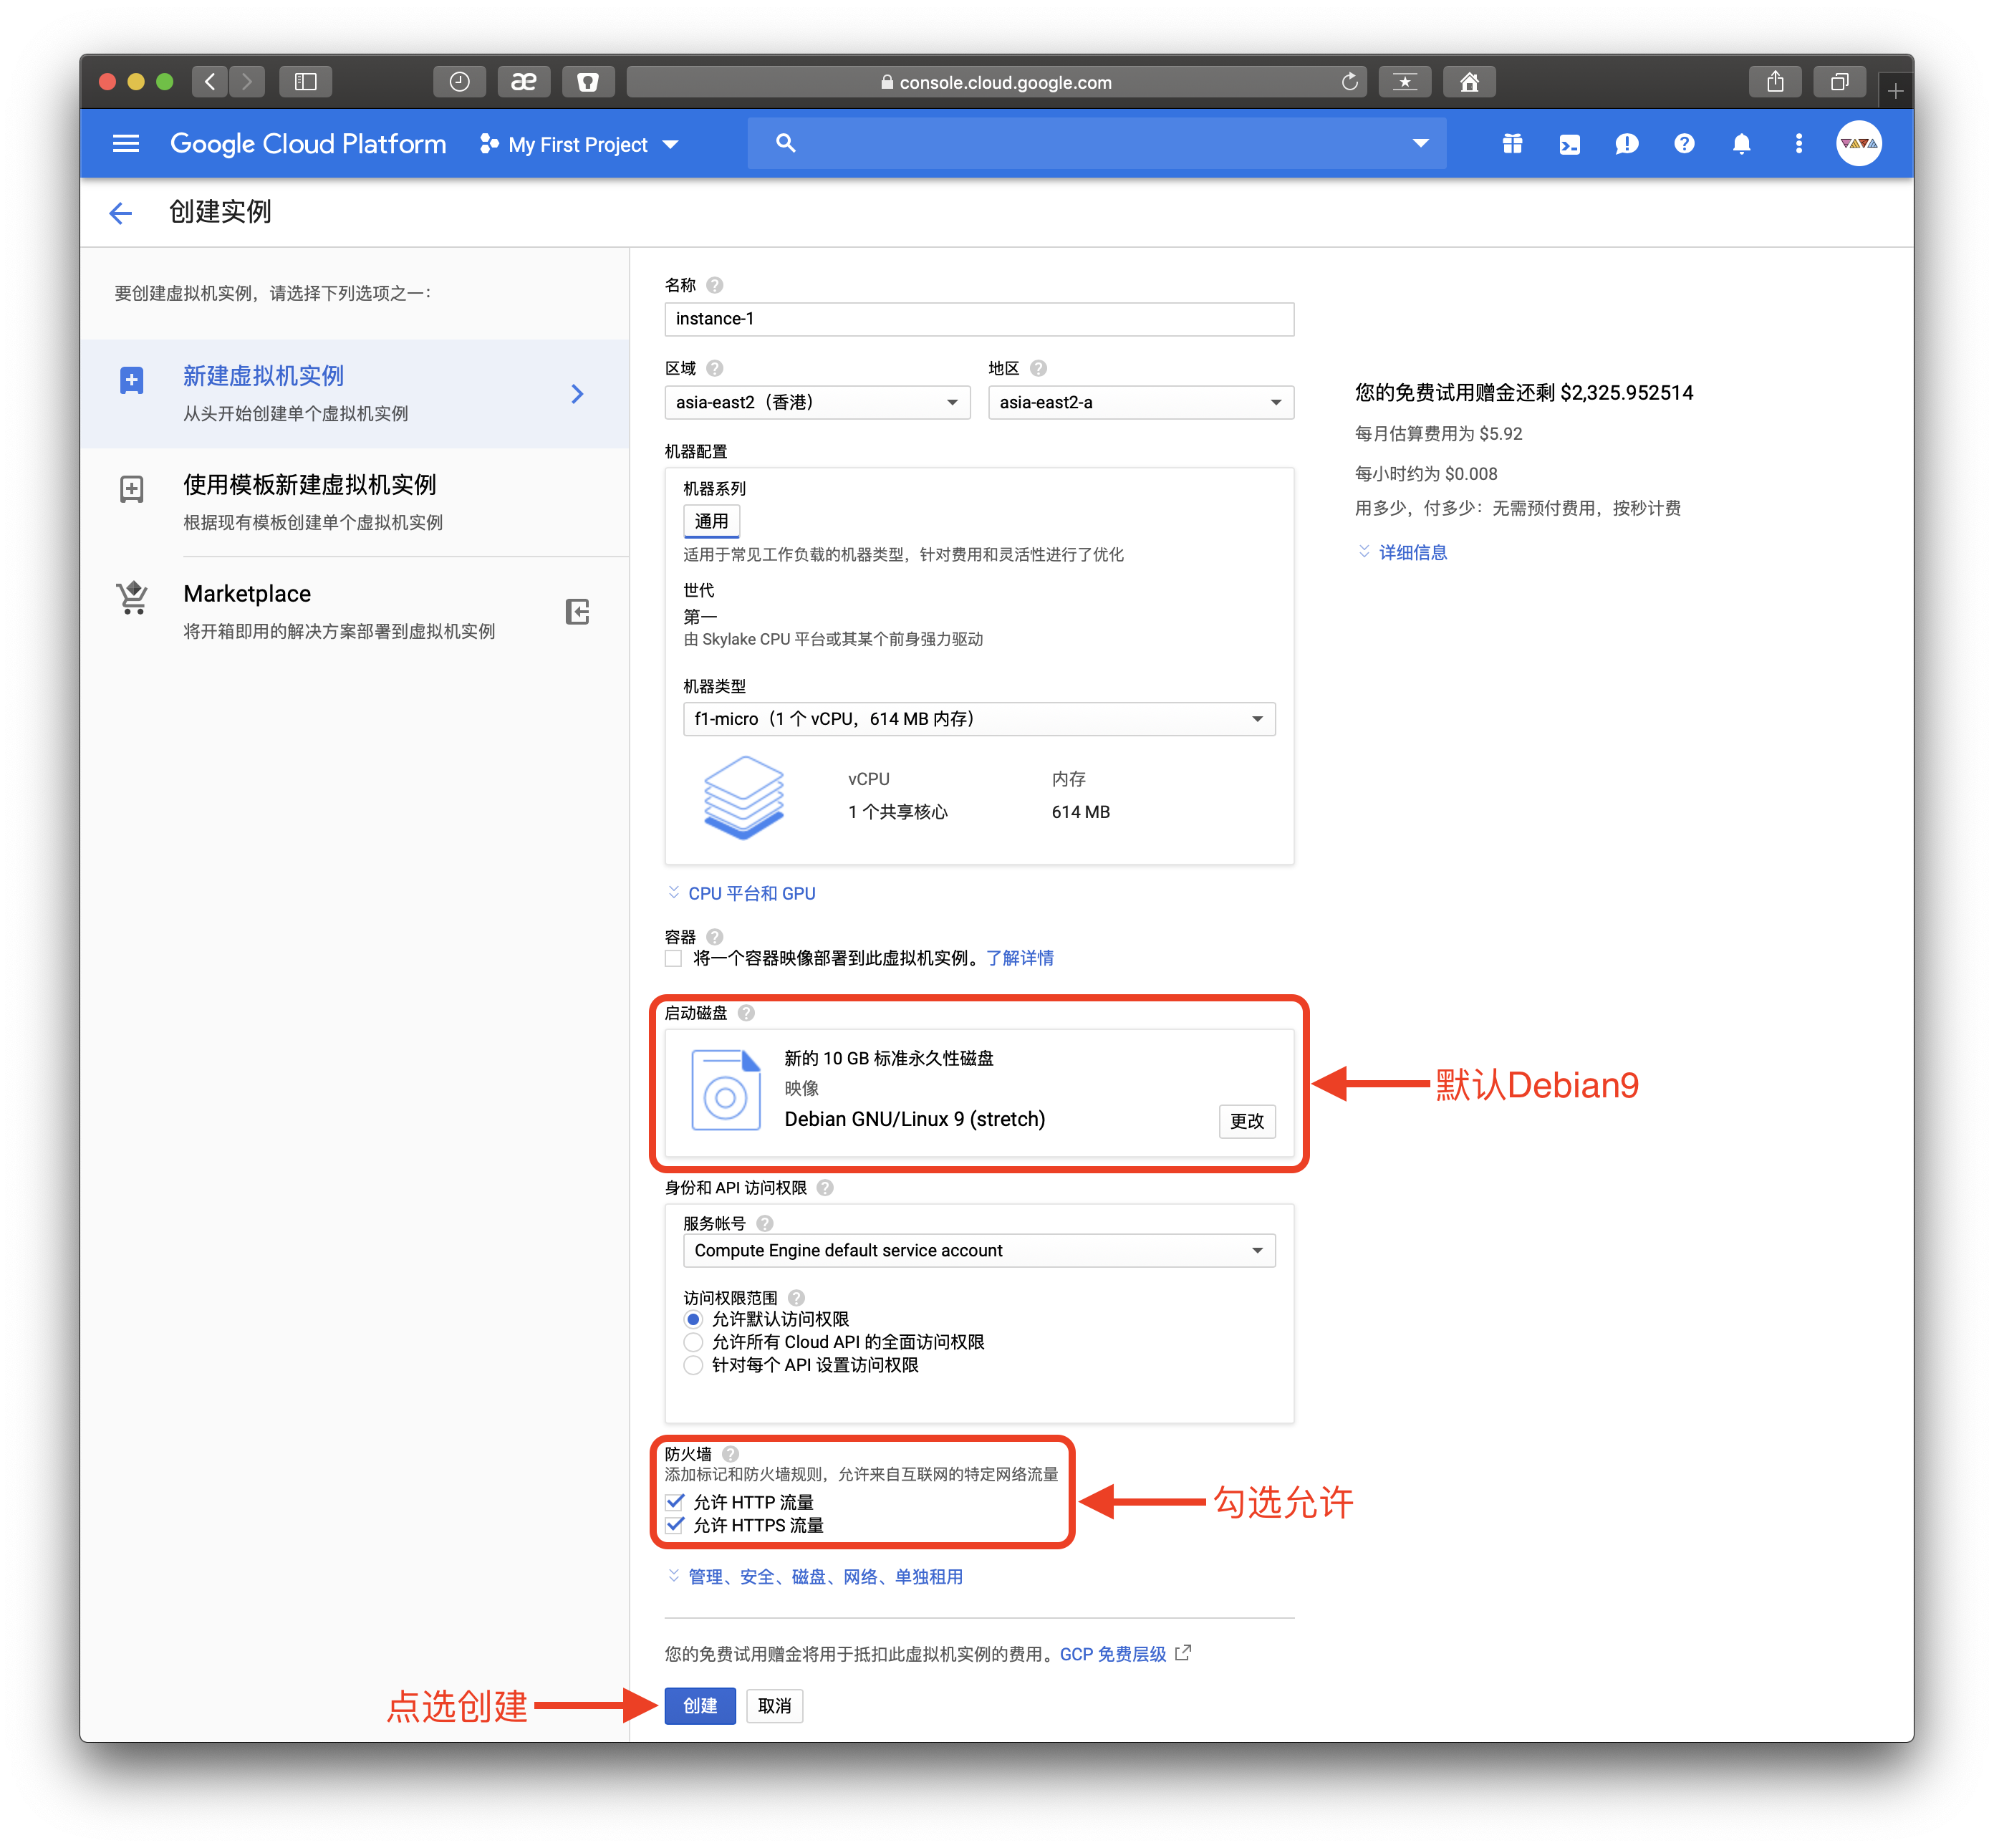 console.cloud.google.com
Google Cloud Platform
My First Project
创建实例
要创建虚拟机实例，请选择下列选项之一：
新建虚拟机实例
从头开始创建单个虚拟机实例
使用模板新建虚拟机实例
根据现有模板创建单个虚拟机实例
Marketplace
将开箱即用的解决方案部署到虚拟机实例
名称
instance-1
区域 地区
asia-east2（香港） asia-east2-a
机器配置
机器系列
通用
适用于常见工作负载的机器类型，针对费用和灵活性进行了优化
世代
第一
由 Skylake CPU 平台或其某个前身强力驱动
机器类型
f1-micro（1 个 vCPU，614 MB 内存）
vCPU 内存
1 个共享核心 614 MB
CPU 平台和 GPU
容器
将一个容器映像部署到此虚拟机实例。了解详情
启动磁盘
新的 10 GB 标准永久性磁盘
映像
Debian GNU/Linux 9 (stretch)
更改
默认Debian9
身份和 API 访问权限
服务帐号
Compute Engine default service account
访问权限范围
允许默认访问权限
允许所有 Cloud API 的全面访问权限
针对每个 API 设置访问权限
防火墙
添加标记和防火墙规则，允许来自互联网的特定网络流量
允许 HTTP 流量
允许 HTTPS 流量
勾选允许
管理、安全、磁盘、网络、单独租用
您的免费试用赠金将用于抵扣此虚拟机实例的费用。GCP 免费层级
点选创建
创建 取消
您的免费试用赠金还剩 $2,325.952514
每月估算费用为 $5.92
每小时约为 $0.008
用多少，付多少：无需预付费用，按秒计费
详细信息